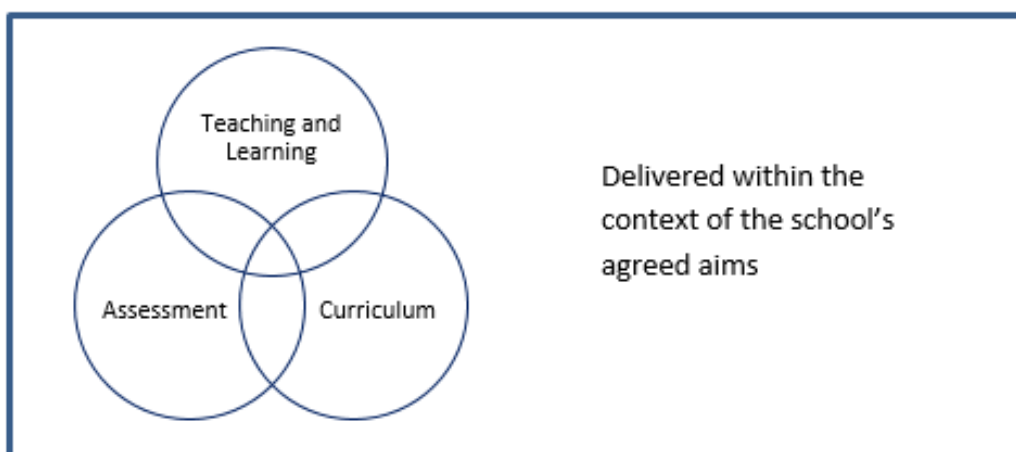 Teaching and
Learning
Assessment
Curriculum
Delivered within the
context of the school’s
agreed aims